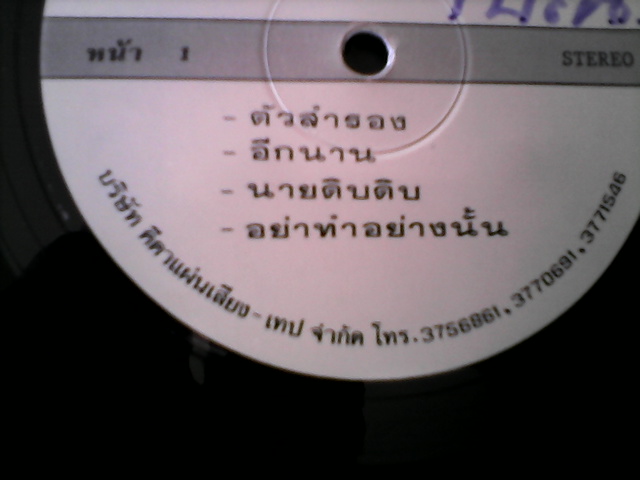 หน้า 1
STEREO
- ตัวสำรอง
- อีกนาน
- นายดิบดิบ
- อย่าทำอย่างนั้น
บริษัท คีตาแผ่นเสียง - เทป จำกัด โทร. 3756861, 3770691, 3771546